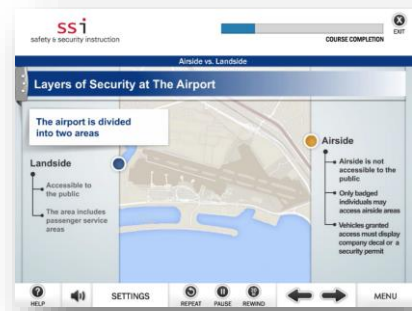 ssi
safety & security instruction
EXIT
COURSE COMPLETION
Airside vs. Landside
Layers of Security at The Airport
The airport is divided
into two areas
Landside
Accessible to
the public
The area includes
passenger service
areas
Airside
Airside is not
accessible to the
public
Only badged
individuals may
access airside areas
Vehicles granted
access must display
company decal or a
security permit
HELP
SETTINGS
REPEAT
PAUSE
REWIND
MENU